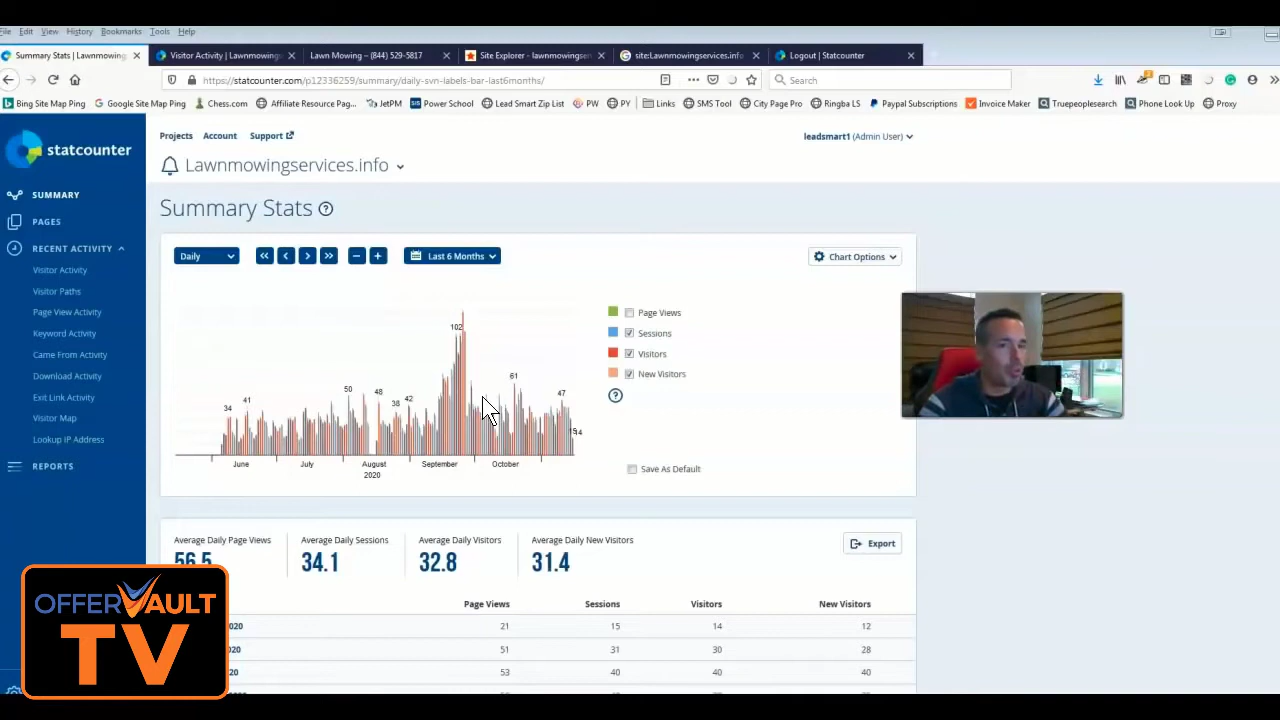 File Edit View History Bookmarks Tools
Summary Stats | Lawnmowing
Visitor Activity | Lawnmowing
Lawn Mowing – (844) 529-5817
Site Explorer - lawnmowingser
site:Lawnmowingservices.info
Logout | Statcounter
https://statcounter.com/p12336259/summary/daily-svn-labels-bar-last6months/
Search
Bing Site Map Ping
Google Site Map Ping
Chess.com
Affiliate Resource Pag...
JetPM
Power School
Lead Smart Zip List
PW
PY
Links
SMS Tool
City Page Pro
Ringba LS
Paypal Subscriptions
Invoice Maker
Truepeoplesearch
Phone Look Up
Proxy
statcounter
Projects Account Support
leadsmart1 (Admin User)
Lawnmowingservices.info
SUMMARY
PAGES
RECENT ACTIVITY
Visitor Activity
Visitor Paths
Page View Activity
Keyword Activity
Came From Activity
Download Activity
Exit Link Activity
Visitor Map
Lookup IP Address
REPORTS
Summary Stats
Daily
Last 6 Months
Chart Options
34 41 50 48 38 42 102 61 47
June July August September October
2020
Page Views
Sessions
Visitors
New Visitors
Save As Default
Average Daily Page Views Average Daily Sessions Average Daily Visitors Average Daily New Visitors
56.5 34.1 32.8 31.4
Export
Page Views Sessions Visitors New Visitors
020 21 15 14 12
020 51 31 30 28
020 53 40 40 40
OFFERVAULT
TV